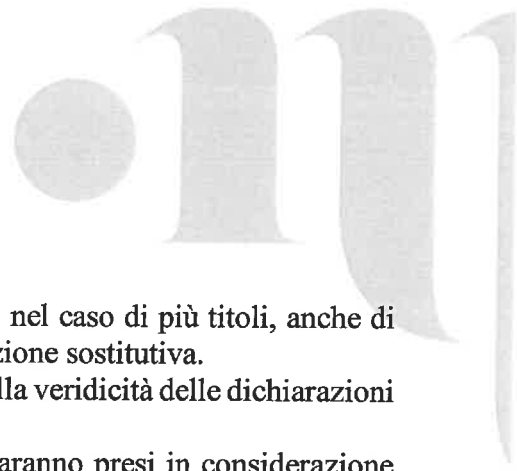 nel caso di più titoli, anche di
zione sostitutiva.
lla veridicità delle dichiarazioni
aranno presi in considerazione